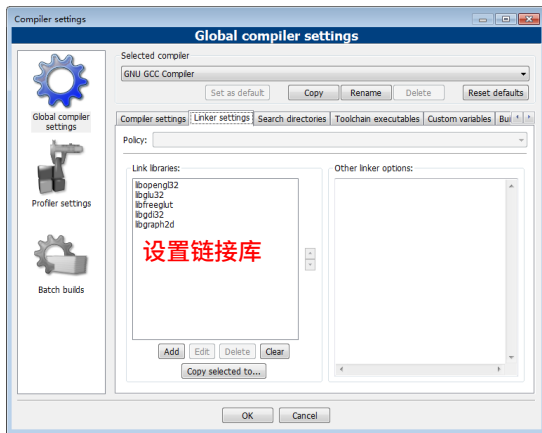 Compiler settings
Global compiler settings
Global compiler
settings
Profiler settings
Batch builds
Selected compiler
GNU GCC Compiler
Set as default
Copy
Rename
Delete
Reset defaults
Compiler settings
Linker settings
Search directories
Toolchain executables
Custom variables
Bui
Policy:
Link libraries:
libopengl32
libglu32
libfreeglut
libgdi32
libgraph2d
设置链接库
Add
Edit
Delete
Clear
Copy selected to...
Other linker options:
OK
Cancel